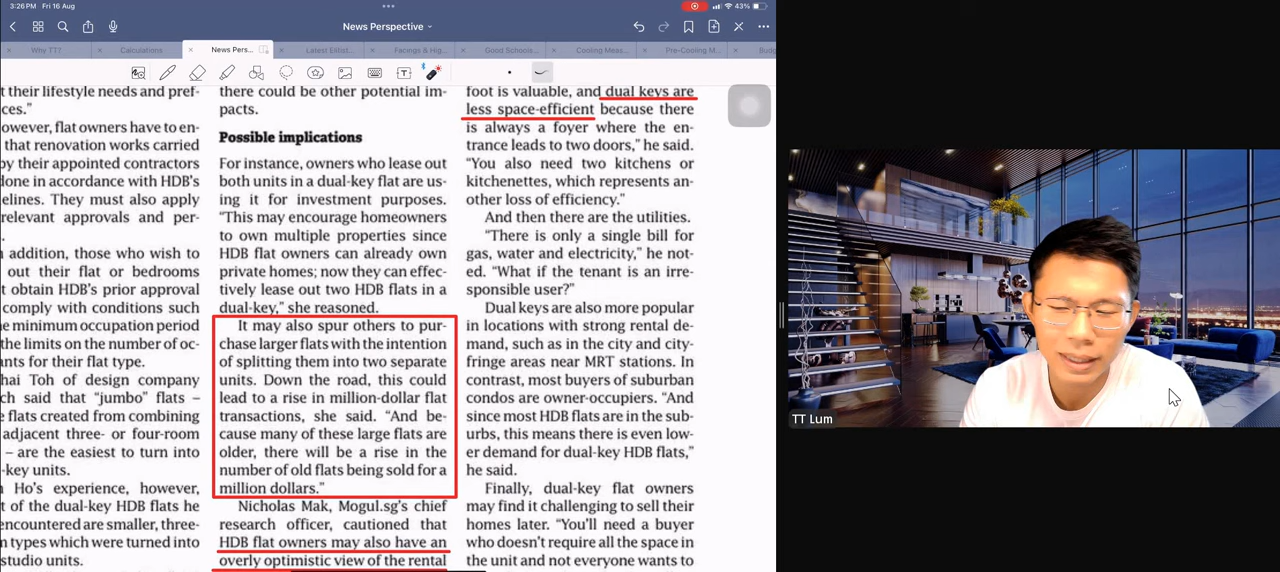 3:26 PM Fri 16 Aug
43%
News Perspective
Why TT?
Calculations
News Pers...
Latest EIlist...
Facings & Hig...
Good Schools...
Cooling Meas...
Pre-Cooling M...
Budg
t their lifestyle needs and pref-
ces.”
owever, flat owners have to en-
that renovation works carried
by their appointed contractors
done in accordance with HDB’s
elines. They must also apply
relevant approvals and per-
.
addition, those who wish to
out their flat or bedrooms
t obtain HDB’s prior approval
comply with conditions such
e minimum occupation period
the limits on the number of oc-
nts for their flat type.
hai Toh of design company
ch said that “jumbo” flats –
e flats created from combining
adjacent three- or four-room
– are the easiest to turn into
-key units.
n Ho’s experience, however,
t of the dual-key HDB flats he
encountered are smaller, three-
m types which were turned into
studio units.
there could be other potential im-
pacts.
Possible implications
For instance, owners who lease out
both units in a dual-key flat are us-
ing it for investment purposes.
“This may encourage homeowners
to own multiple properties since
HDB flat owners can already own
private homes; now they can effec-
tively lease out two HDB flats in a
dual-key,” she reasoned.
It may also spur others to pur-
chase larger flats with the intention
of splitting them into two separate
units. Down the road, this could
lead to a rise in million-dollar flat
transactions, she said. “And be-
cause many of these large flats are
older, there will be a rise in the
number of old flats being sold for a
million dollars.”
Nicholas Mak, Mogul.sg’s chief
research officer, cautioned that
HDB flat owners may also have an
overly optimistic view of the rental
foot is valuable, and dual keys are
less space-efficient because there
is always a foyer where the en-
trance leads to two doors,” he said.
“You also need two kitchens or
kitchenettes, which represents an-
other loss of efficiency.”
And then there are the utilities.
“There is only a single bill for
gas, water and electricity,” he not-
ed. “What if the tenant is an irre-
sponsible user?”
Dual keys are also more popular
in locations with strong rental de-
mand, such as in the city and city-
fringe areas near MRT stations. In
contrast, most buyers of suburban
condos are owner-occupiers. “And
since most HDB flats are in the sub-
urbs, this means there is even low-
er demand for dual-key HDB flats,”
he said.
Finally, dual-key flat owners
may find it challenging to sell their
homes later. “You’ll need a buyer
who doesn’t require all the space in
the unit and not everyone wants to
TT Lum